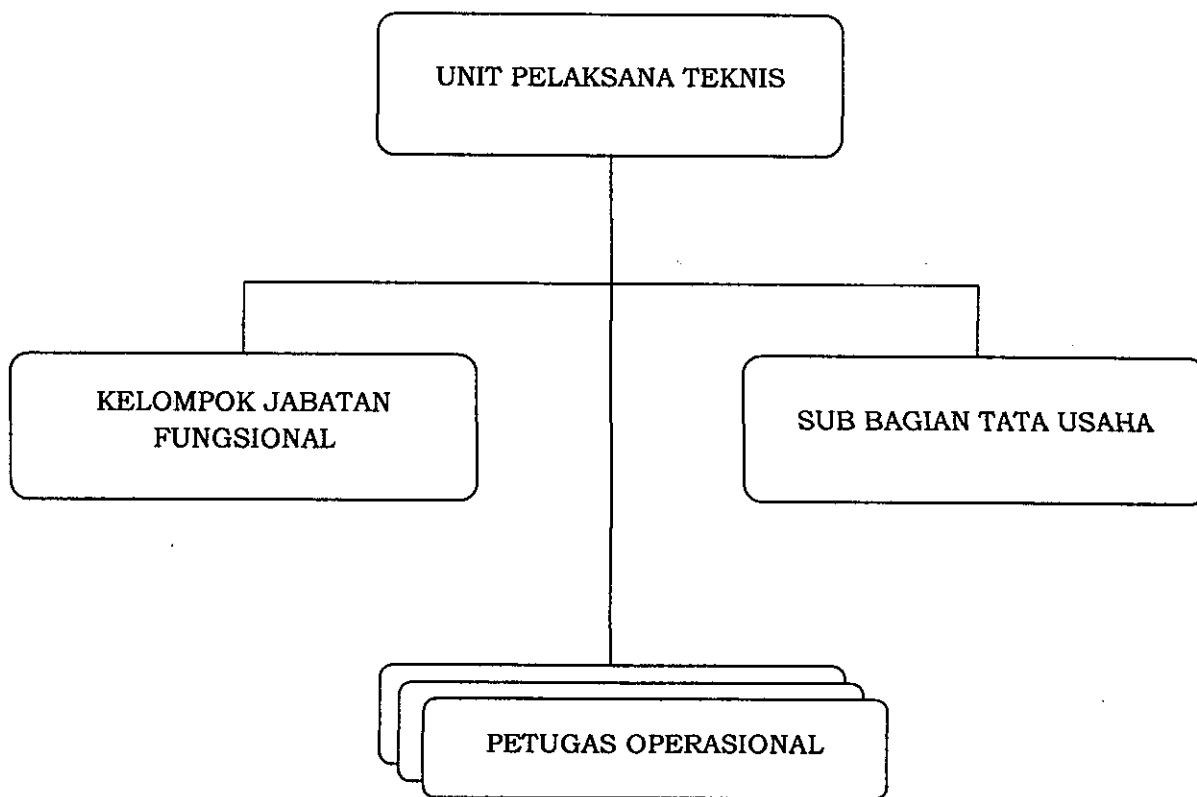 UNIT PELAKSANA TEKNIS
KELOMPOK JABATAN
FUNGSIONAL
SUB BAGIAN TATA USAHA
PETUGAS OPERASIONAL